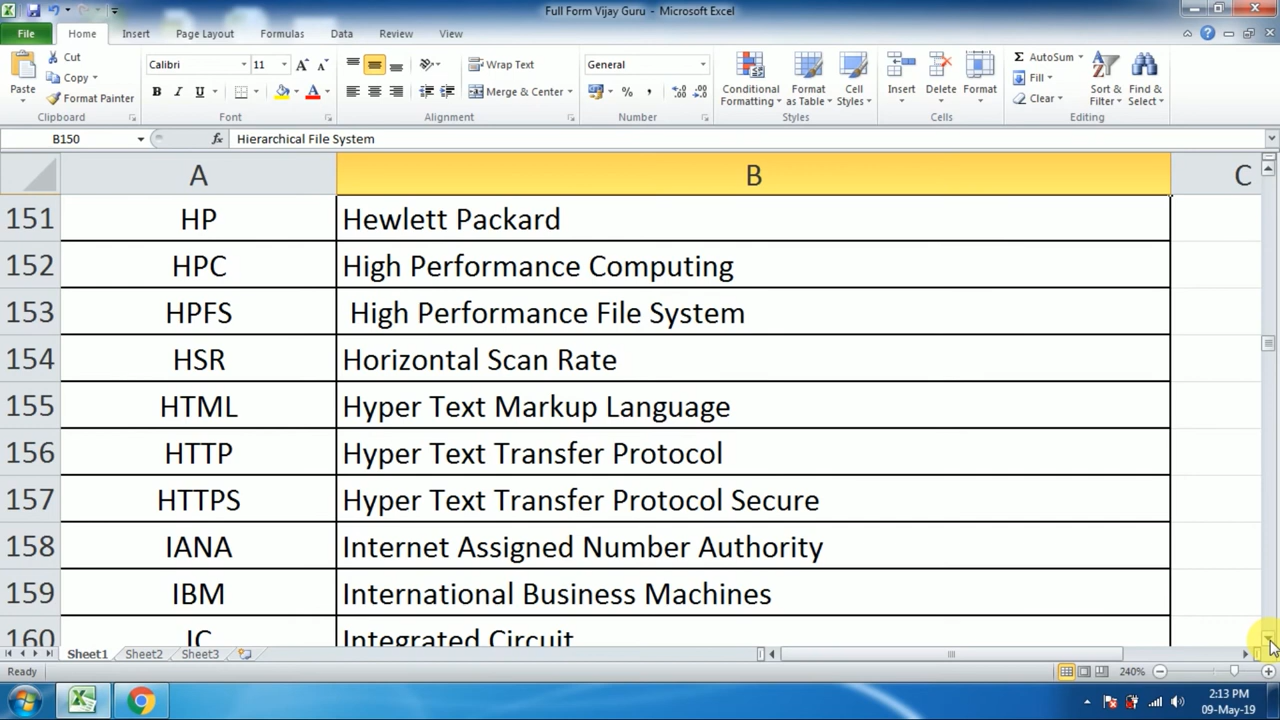 Full Form Vijay Guru - Microsoft Excel
File Home Insert Page Layout Formulas Data Review View
Paste
Cut
Copy
Format Painter
Clipboard
Calibri 11
B I U
Font
Wrap Text
Merge & Center
Alignment
General
Number
Conditional Formatting
Format as Table
Cell Styles
Styles
Insert
Delete
Format
Cells
AutoSum
Fill
Clear
Sort & Filter
Find & Select
Editing
B150 fx Hierarchical File System
A B C
151 HP Hewlett Packard
152 HPC High Performance Computing
153 HPFS High Performance File System
154 HSR Horizontal Scan Rate
155 HTML Hyper Text Markup Language
156 HTTP Hyper Text Transfer Protocol
157 HTTPS Hyper Text Transfer Protocol Secure
158 IANA Internet Assigned Number Authority
159 IBM International Business Machines
160 IC Integrated Circuit
Sheet1 Sheet2 Sheet3
Ready 240%
2:13 PM
09-May-19